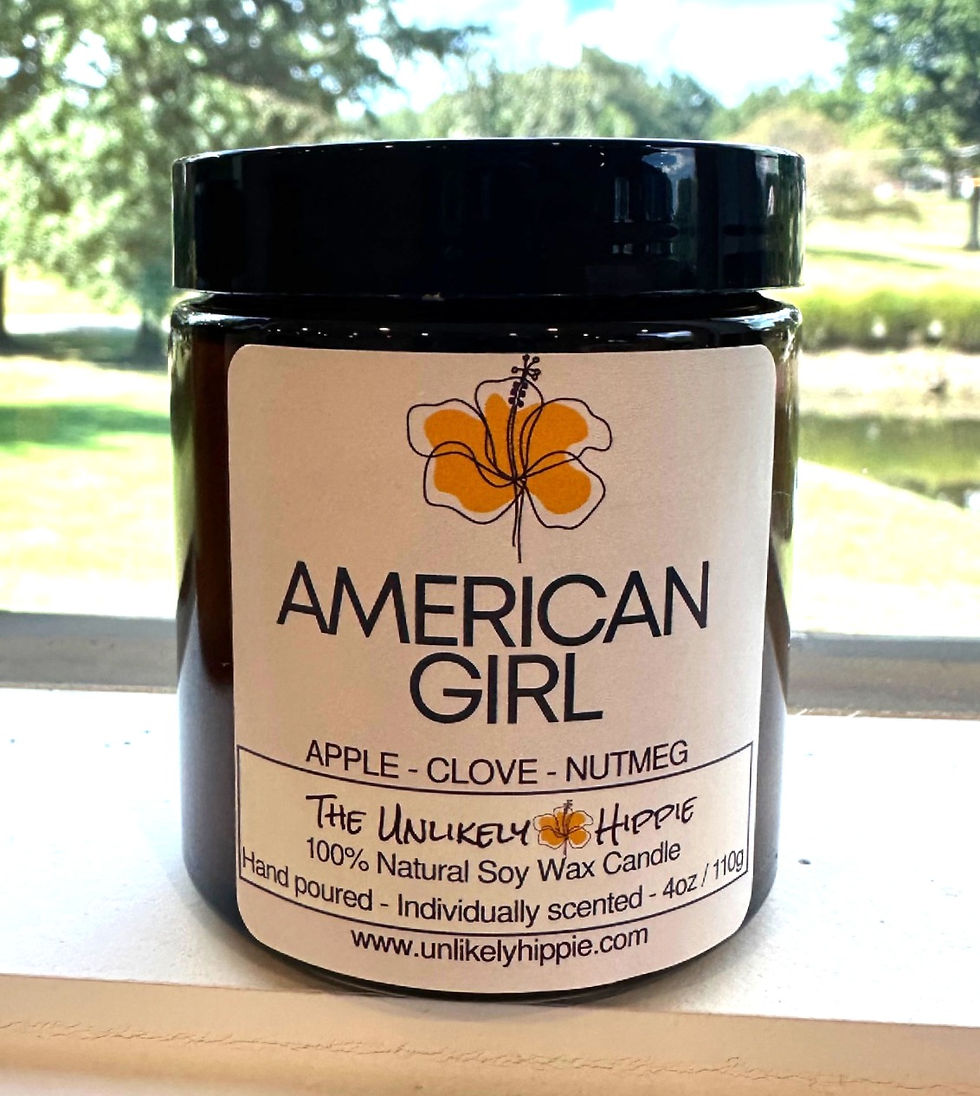 AMERICAN
GIRL
APPLE - CLOVE - NUTMEG
THE UNLIKELY HIPPIE
100% Natural Soy Wax Candle
Hand poured - Individually scented - 4oz / 110g
www.unlikelyhippie.com